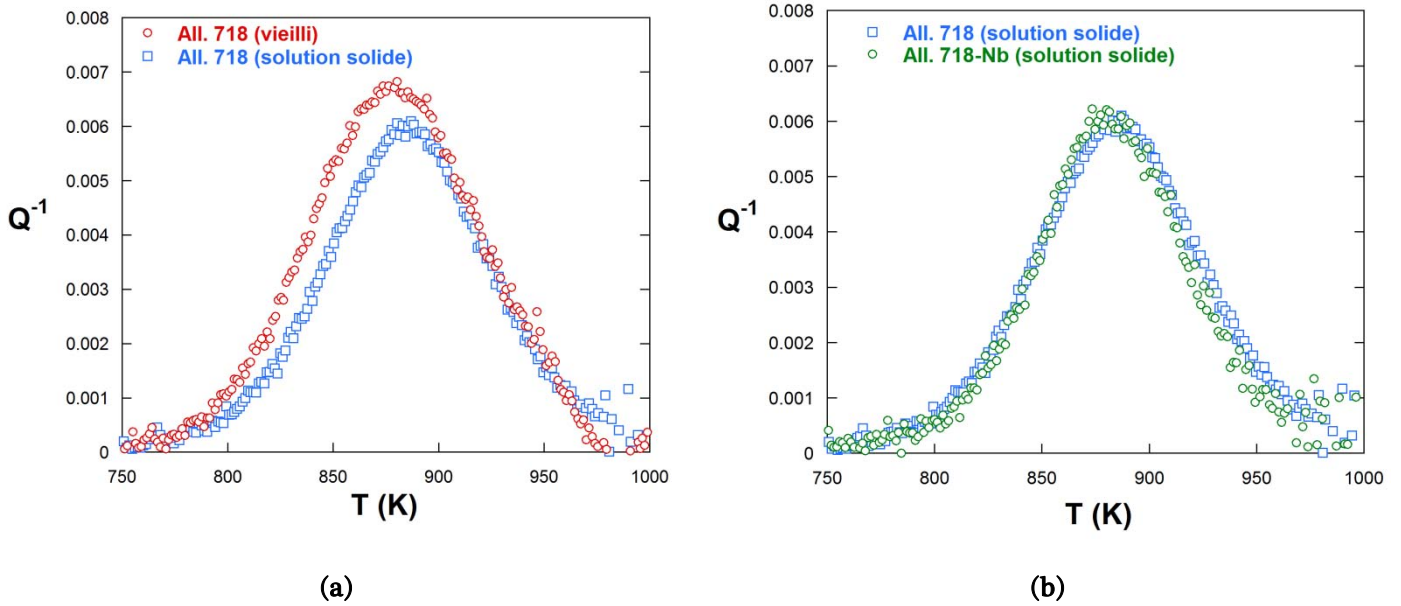 0.008
All. 718 (vieilli)
All. 718 (solution solide)
0.007
0.006
0.005
Q-1
0.004
0.003
0.002
0.001
0
750 800 850 900 950 1000
T (K)
(a)
0.008
All. 718 (solution solide)
All. 718-Nb (solution solide)
0.007
0.006
0.005
Q-1
0.004
0.003
0.002
0.001
0
750 800 850 900 950 1000
T (K)
(b)